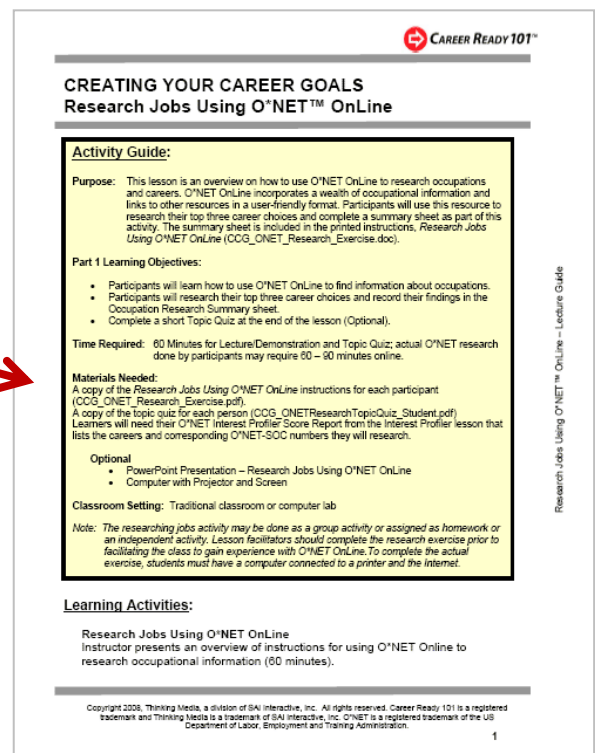 CAREER READY 101™
CREATING YOUR CAREER GOALS
Research Jobs Using O*NET™ OnLine
Activity Guide:
Purpose: This lesson is an overview on how to use O*NET OnLine to research occupations
and careers. O*NET OnLine incorporates a wealth of occupational information and
links to other resources in a user-friendly format. Participants will use this resource to
research their top three career choices and complete a summary sheet as part of this
activity. The summary sheet is included in the printed instructions, Research Jobs
Using O*NET OnLine (CCG_ONET_Research_Exercise.doc).
Part 1 Learning Objectives:
• Participants will learn how to use O*NET OnLine to find information about occupations.
• Participants will research their top three career choices and record their findings in the
Occupation Research Summary sheet.
• Complete a short Topic Quiz at the end of the lesson (Optional).
Time Required: 60 Minutes for Lecture/Demonstration and Topic Quiz; actual O*NET research
done by participants may require 60 – 90 minutes online.
Materials Needed:
A copy of the Research Jobs Using O*NET OnLine instructions for each participant
(CCG_ONET_Research_Exercise.pdf).
A copy of the topic quiz for each person (CCG_ONETResearchTopicQuiz_Student.pdf)
Learners will need their O*NET Interest Profiler Score Report from the Interest Profiler lesson that
lists the careers and corresponding O*NET-SOC numbers they will research.
Optional
• PowerPoint Presentation – Research Jobs Using O*NET OnLine
• Computer with Projector and Screen
Classroom Setting: Traditional classroom or computer lab
Note: The researching jobs activity may be done as a group activity or assigned as homework or
an independent activity. Lesson facilitators should complete the research exercise prior to
facilitating the class to gain experience with O*NET OnLine.To complete the actual
exercise, students must have a computer connected to a printer and the Internet.
Research Jobs Using O*NET™ OnLine – Lecture Guide
Learning Activities:
Research Jobs Using O*NET OnLine
Instructor presents an overview of instructions for using O*NET Online to
research occupational information (60 minutes).
Copyright 2008, Thinking Media, a division of SAI Interactive, Inc. All rights reserved. Career Ready 101 is a registered
trademark and Thinking Media is a trademark of SAI Interactive, Inc. O*NET is a registered trademark of the US
Department of Labor, Employment and Training Administration.
1